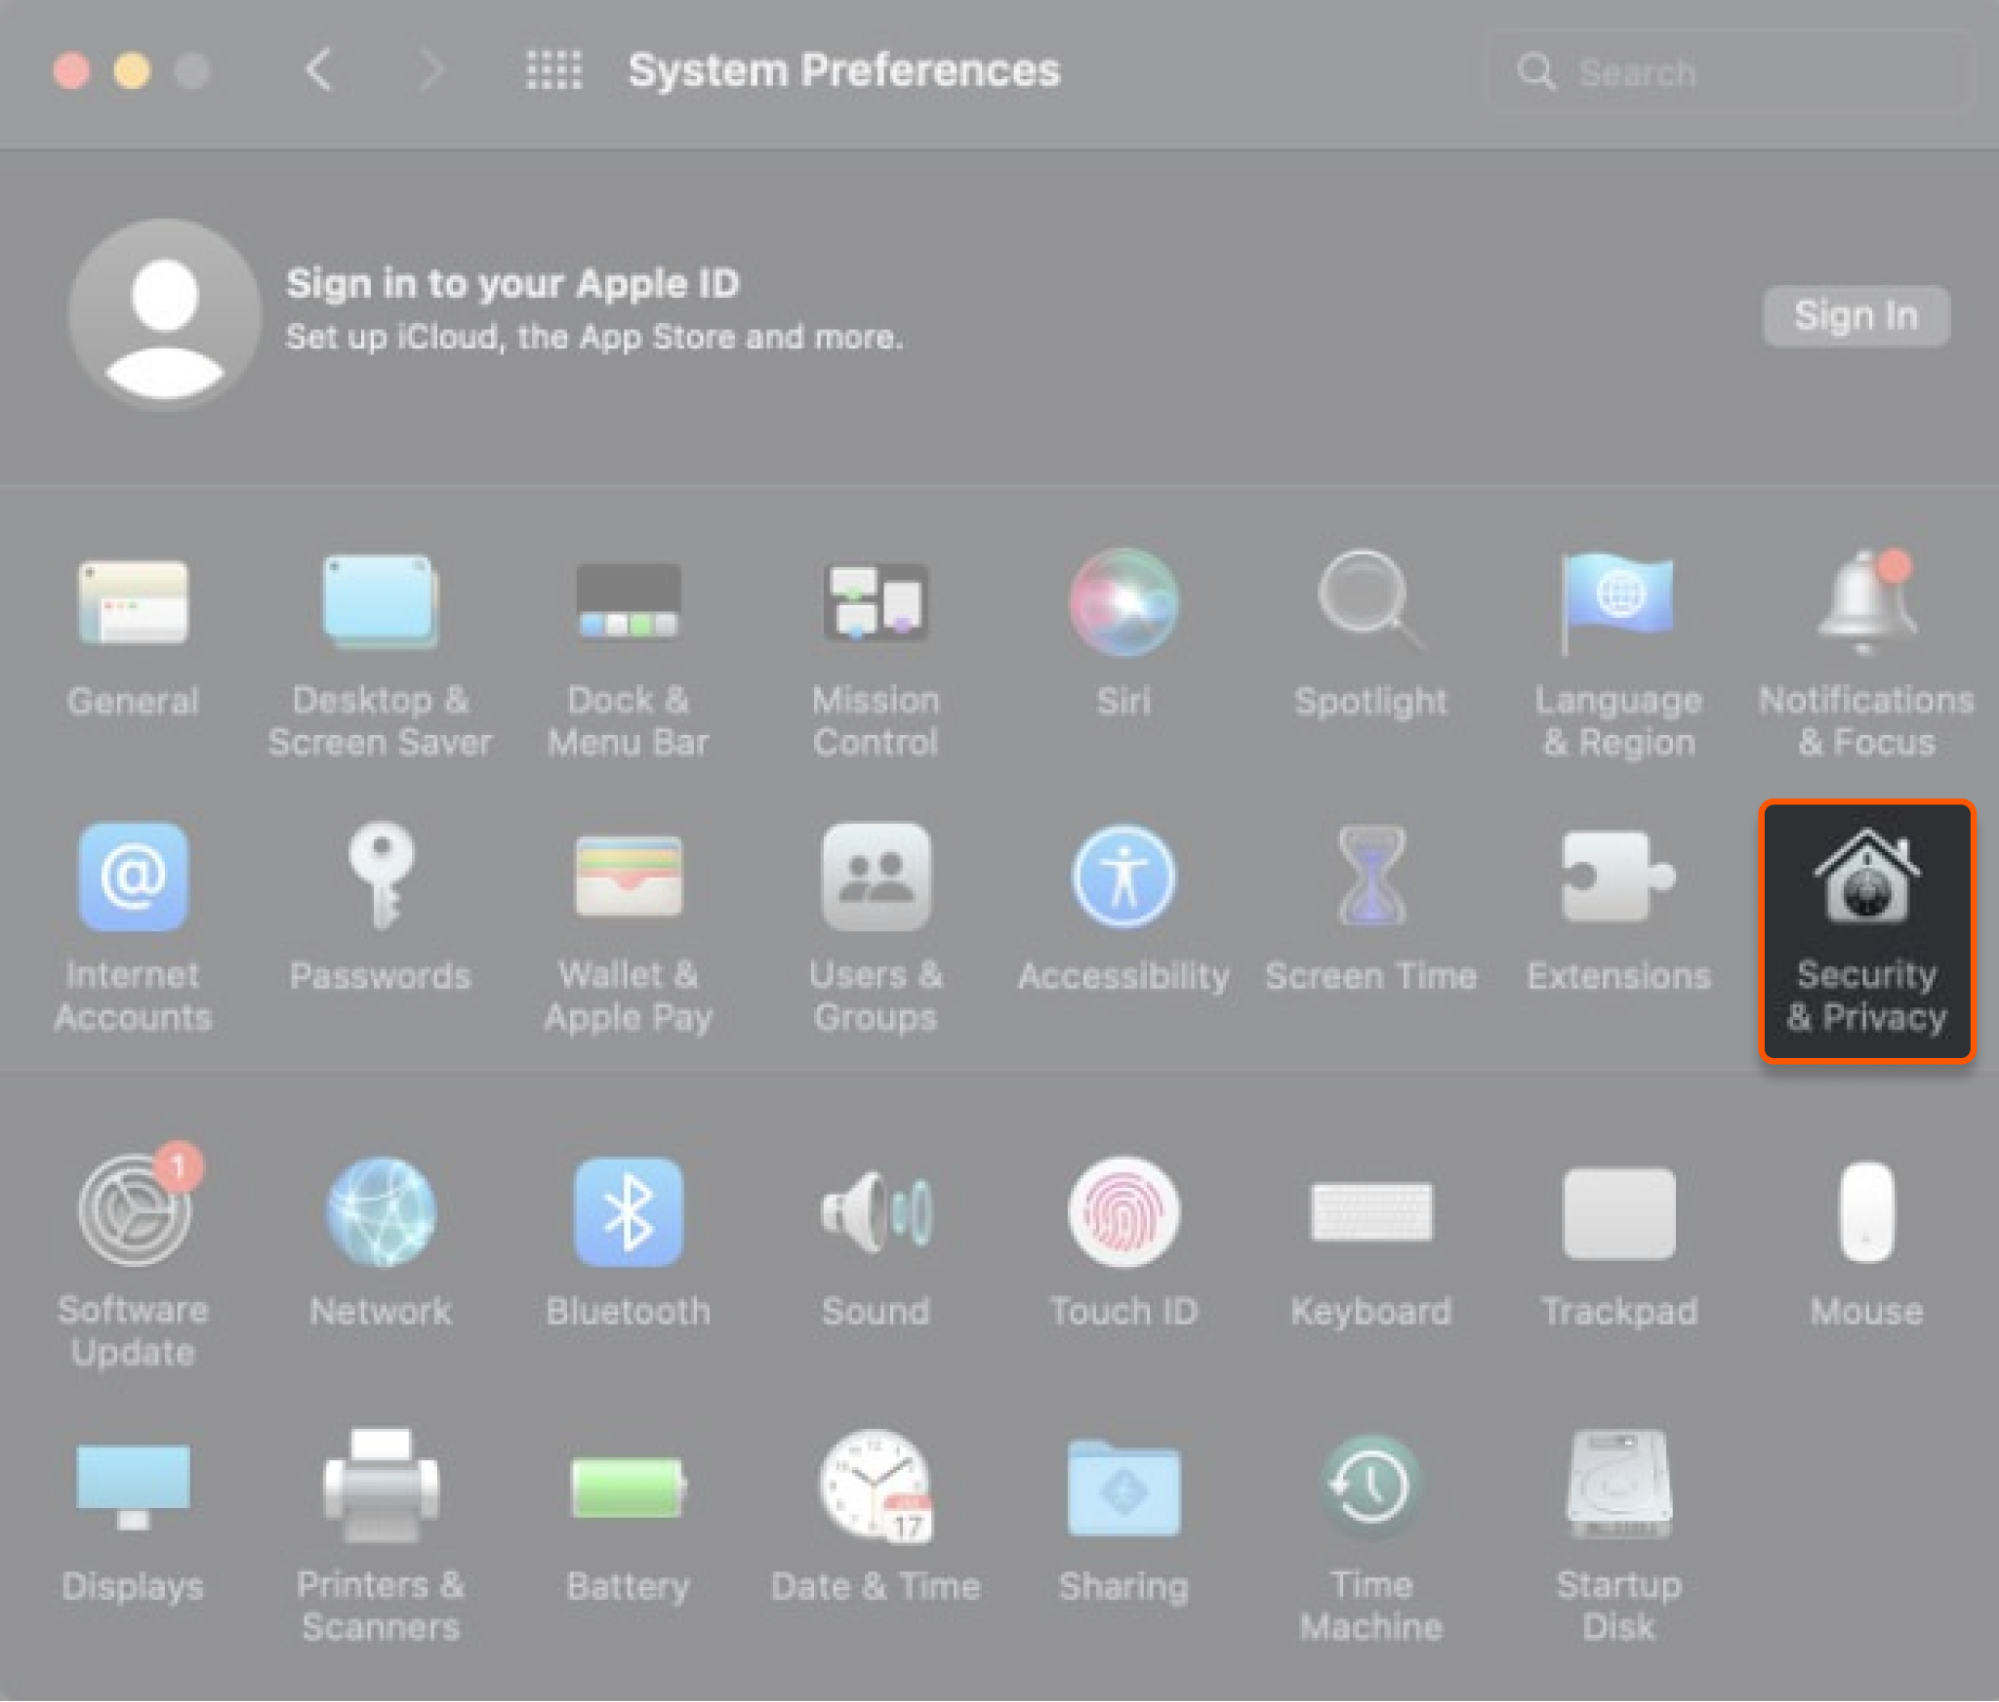 System Preferences
Search
Sign in to your Apple ID
Set up iCloud, the App Store and more.
Sign In
General
Desktop &
Screen Saver
Dock &
Menu Bar
Mission
Control
Siri
Spotlight
Language
& Region
Notifications
& Focus
@
Internet
Accounts
Passwords
Wallet &
Apple Pay
Users &
Groups
Accessibility
Screen Time
Extensions
Security
& Privacy
1
Software
Update
Network
Bluetooth
Sound
Touch ID
Keyboard
Trackpad
Mouse
Displays
Printers &
Scanners
Battery
12
17
Date & Time
Sharing
Time
Machine
Startup
Disk